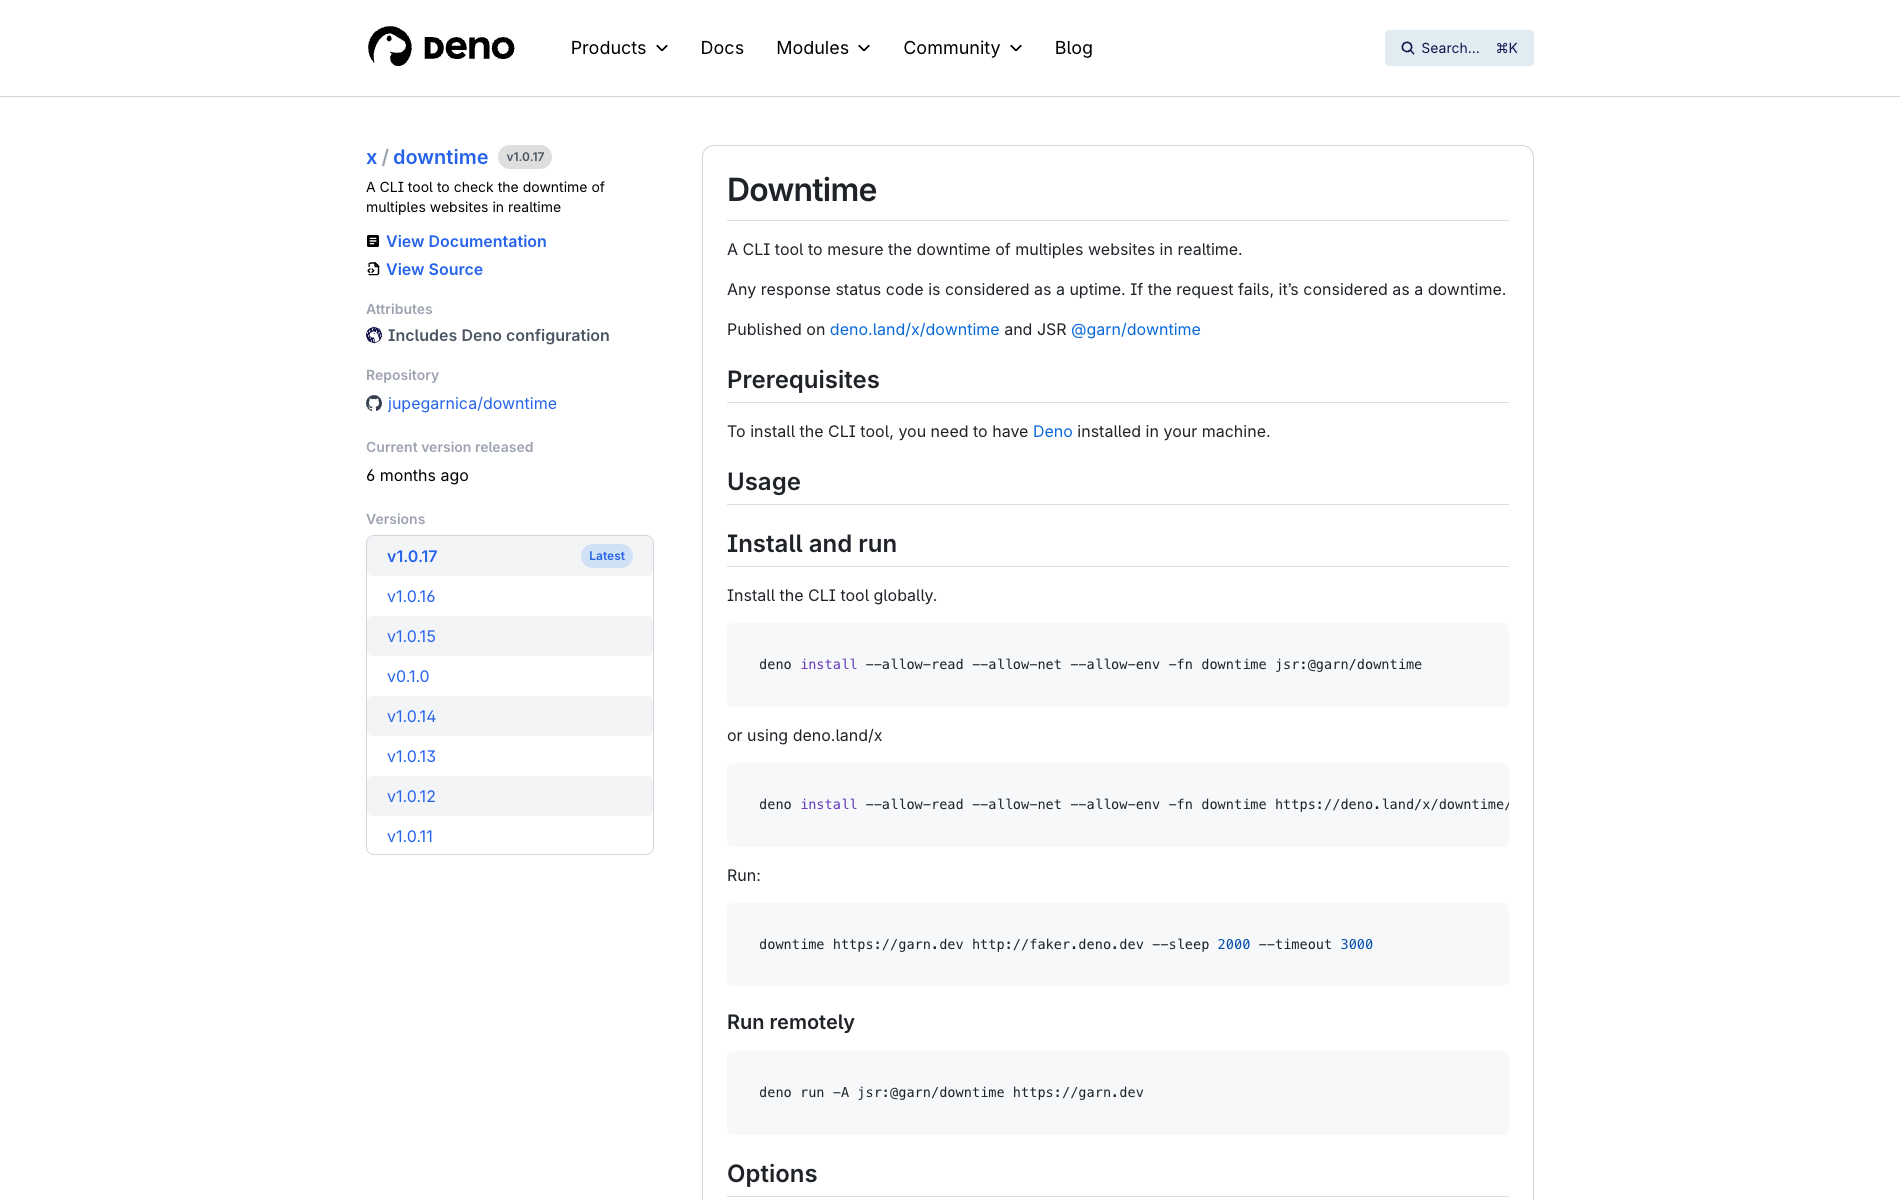 DENO
Products
Docs
Modules
Community
Blog
Search... ⌘K
x / downtime v1.0.17
A CLI tool to check the downtime of
multiples websites in realtime
View Documentation
View Source
Attributes
Includes Deno configuration
Repository
jupegarnica/downtime
Current version released
6 months ago
Versions
v1.0.17 Latest
v1.0.16
v1.0.15
v0.1.0
v1.0.14
v1.0.13
v1.0.12
v1.0.11
Downtime
A CLI tool to mesure the downtime of multiples websites in realtime.
Any response status code is considered as a uptime. If the request fails, it's considered as a downtime.
Published on deno.land/x/downtime and JSR @garn/downtime
Prerequisites
To install the CLI tool, you need to have Deno installed in your machine.
Usage
Install and run
Install the CLI tool globally.
deno install --allow-read --allow-net --allow-env -fn downtime jsr:@garn/downtime
or using deno.land/x
deno install --allow-read --allow-net --allow-env -fn downtime https://deno.land/x/downtime/
Run:
downtime https://garn.dev http://faker.deno.dev --sleep 2000 --timeout 3000
Run remotely
deno run -A jsr:@garn/downtime https://garn.dev
Options